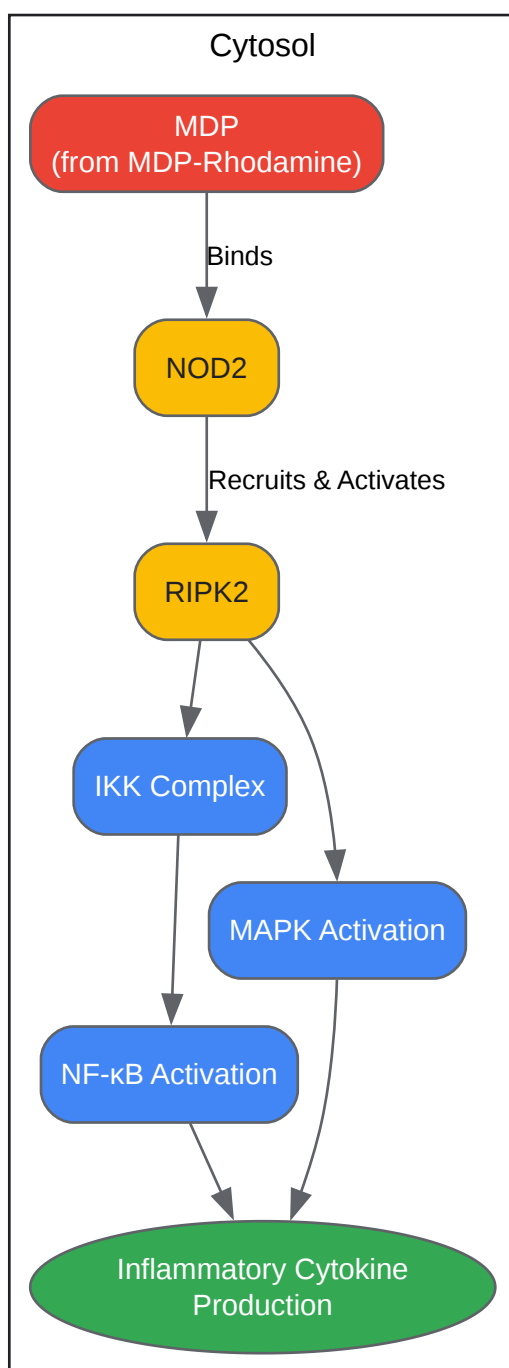 Cytosol
MDP
(from MDP-Rhodamine)
Binds
NOD2
Recruits & Activates
RIPK2
IKK Complex
MAPK Activation
NF-κB Activation
Inflammatory Cytokine
Production